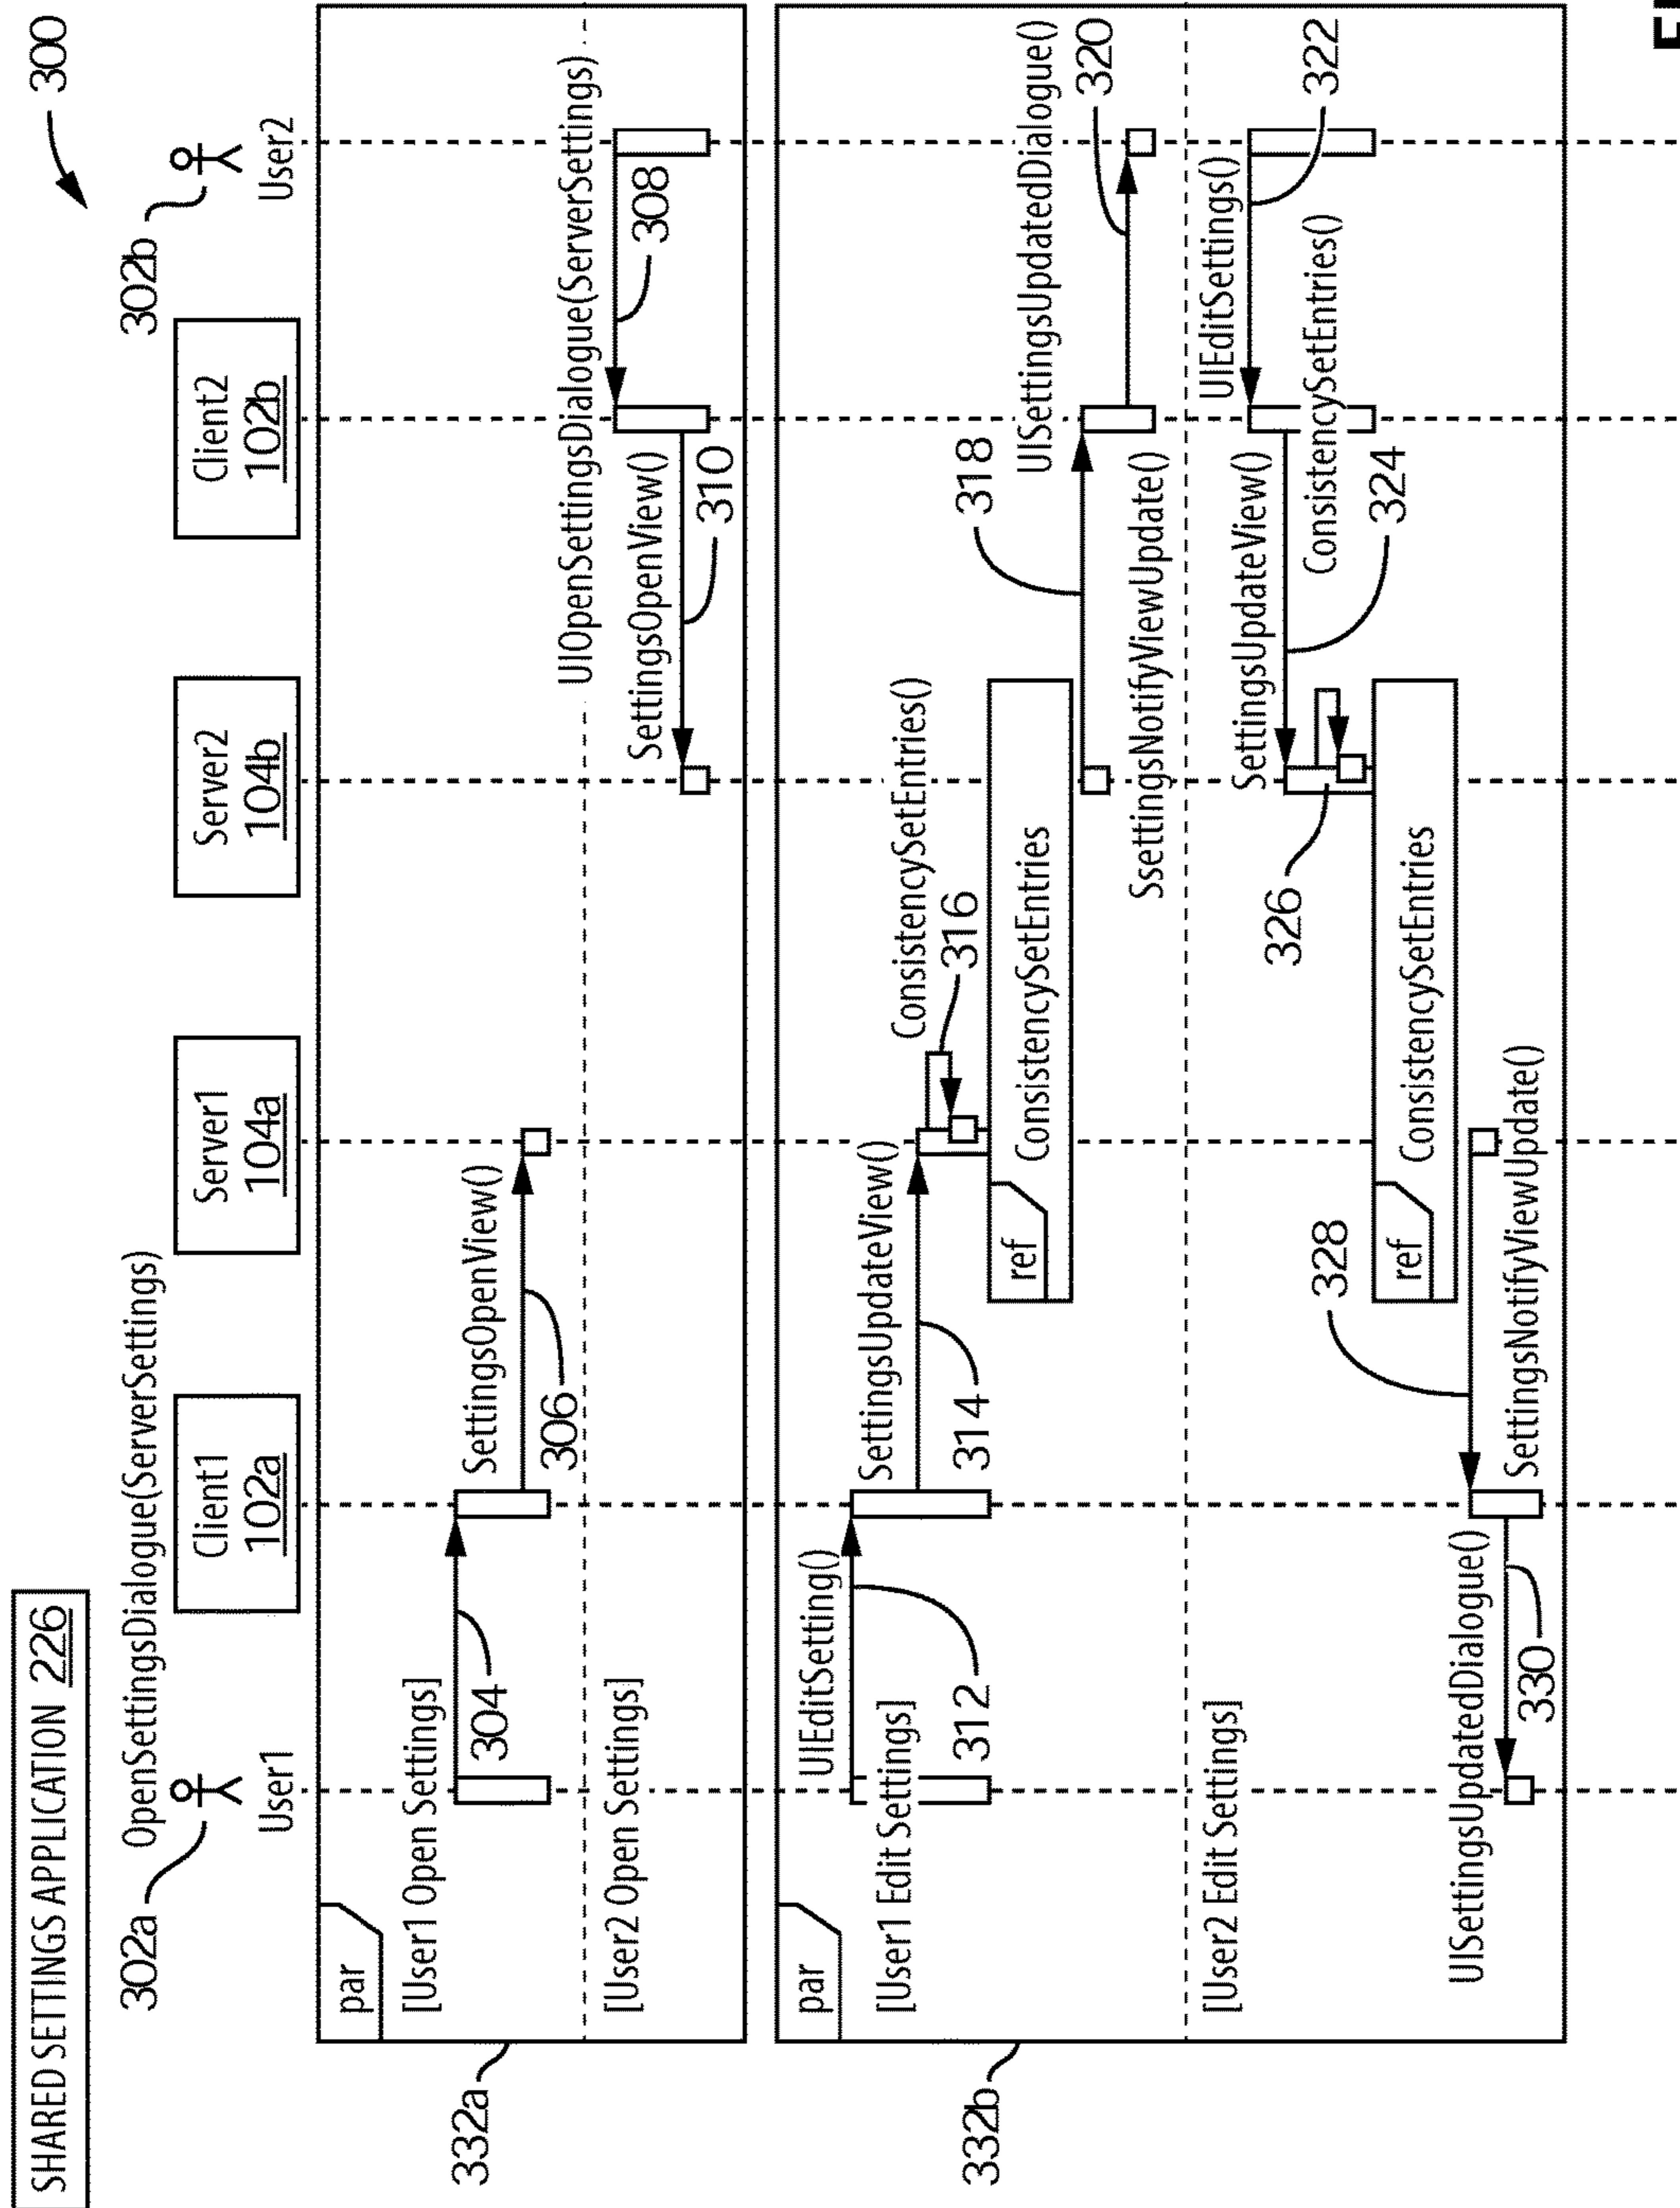 SHARED SETTINGS APPLICATION 226
300
302a
OpenSettingsDialogue(ServerSettings)
302b
User1
Client1
102a
Server1
104a
Server2
104b
Client2
102b
User2
332a
par
[User1 Open Settings]
304
SettingsOpenView()
306
[User2 Open Settings]
UIOpenSettingsDialogue(ServerSettings)
308
SettingsOpenView()
310
332b
par
UIEditSetting()
[User1 Edit Settings]
312
SettingsUpdateView()
314
ConsistencySetEntries()
316
ref
ConsistencySetEntries
318
SsettingsNotifyViewUpdate()
UISettingsUpdatedDialogue()
320
[User2 Edit Settings]
UIEditSettings()
322
SettingsUpdateView()
324
ConsistencySetEntries()
326
ref
ConsistencySetEntries
328
SettingsNotifyViewUpdate()
UISettingsUpdatedDialogue()
330